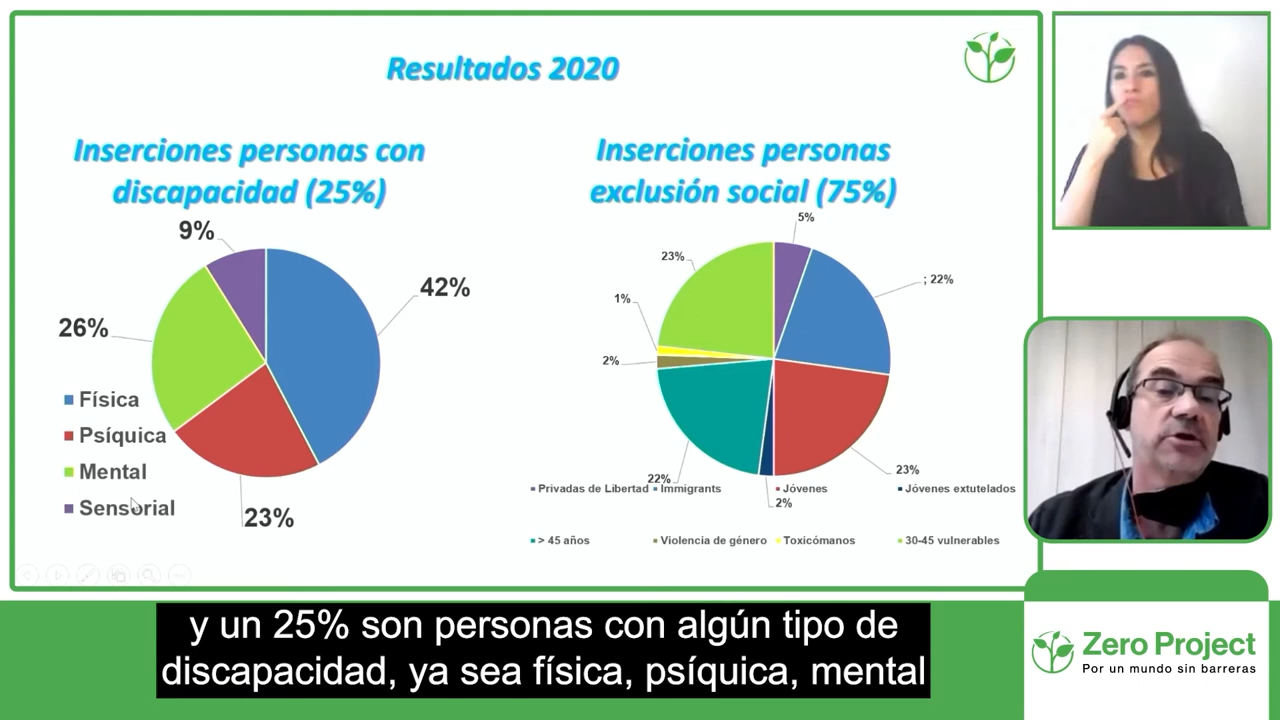 Resultados 2020
Inserciones personas con
discapacidad (25%)
9%
42%
26%
23%
Física
Psíquica
Mental
Sensorial
Inserciones personas
exclusión social (75%)
5%
23%
; 22%
1%
2%
23%
22%
2%
Privadas de Libertad
Immigrants
Jóvenes
Jóvenes extutelados
> 45 años
Violencia de género
Toxicómanos
30-45 vulnerables
y un 25% son personas con algún tipo de
discapacidad, ya sea física, psíquica, mental
Zero Project
Por un mundo sin barreras